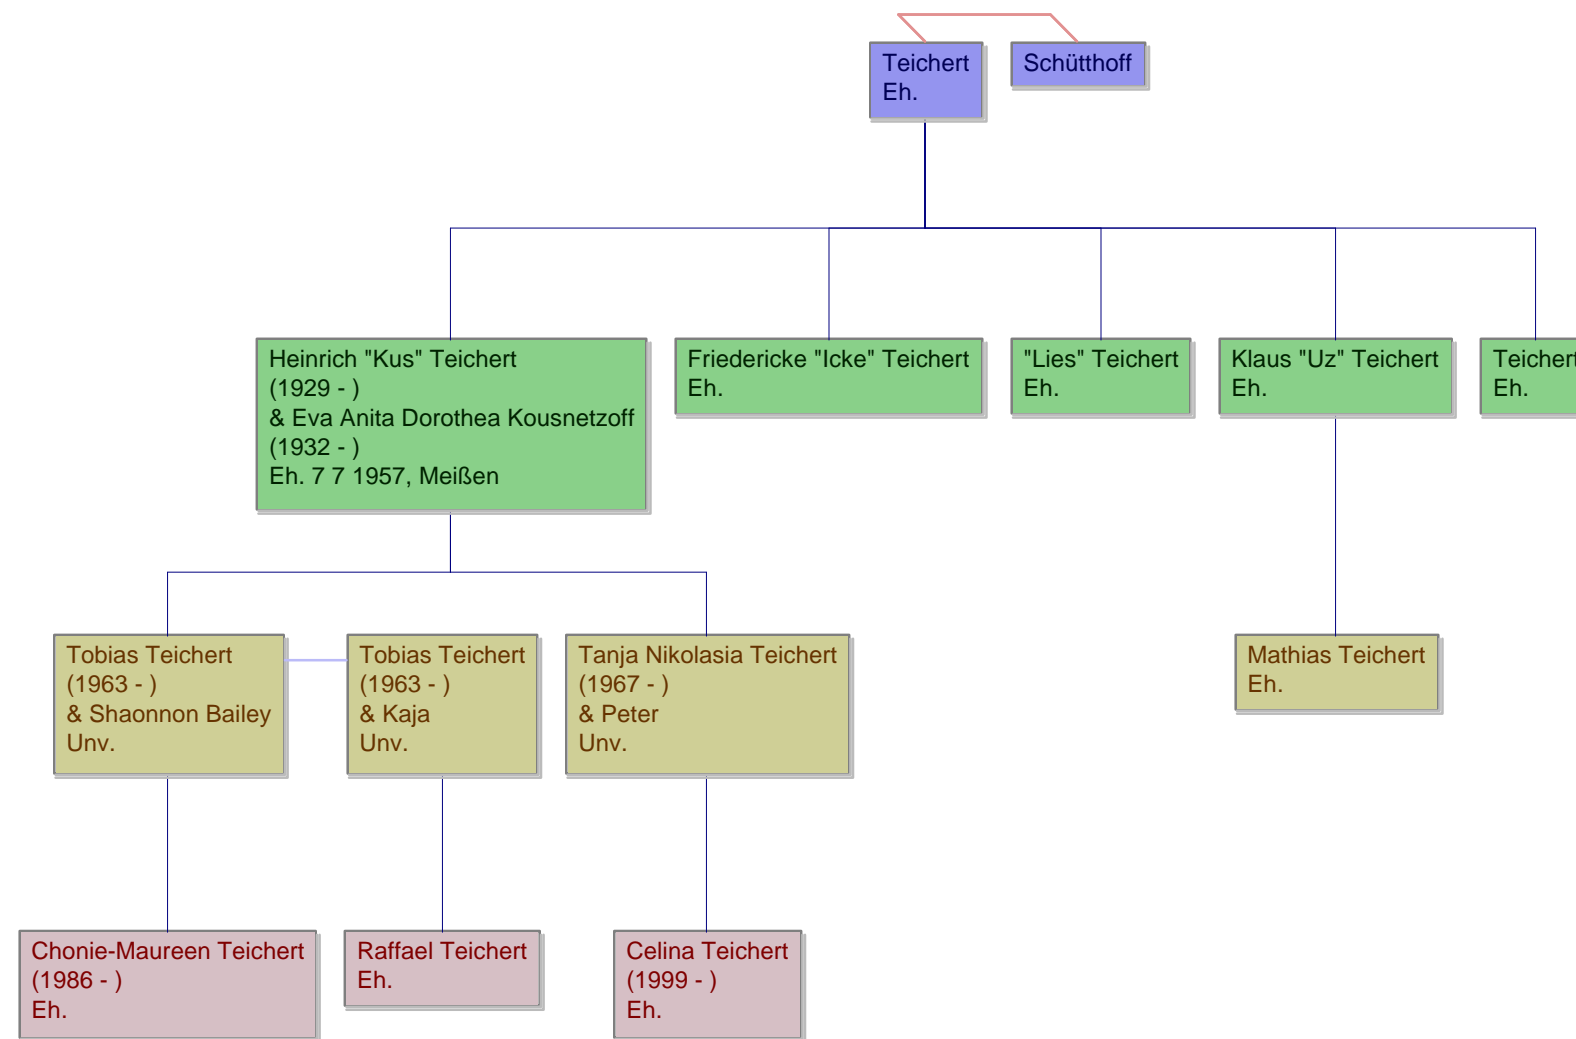 Teichert
Eh.
Schütthoff
Heinrich "Kus" Teichert
(1929 - )
& Eva Anita Dorothea Kousnetzoff
(1932 - )
Eh. 7 7 1957, Meißen
Friedericke "Icke" Teichert
Eh.
"Lies" Teichert
Eh.
Klaus "Uz" Teichert
Eh.
Teichert
Eh.
Tobias Teichert
(1963 - )
& Shaonnon Bailey
Unv.
Tobias Teichert
(1963 - )
& Kaja
Unv.
Tanja Nikolasia Teichert
(1967 - )
& Peter
Unv.
Mathias Teichert
Eh.
Chonie-Maureen Teichert
(1986 - )
Eh.
Raffael Teichert
Eh.
Celina Teichert
(1999 - )
Eh.